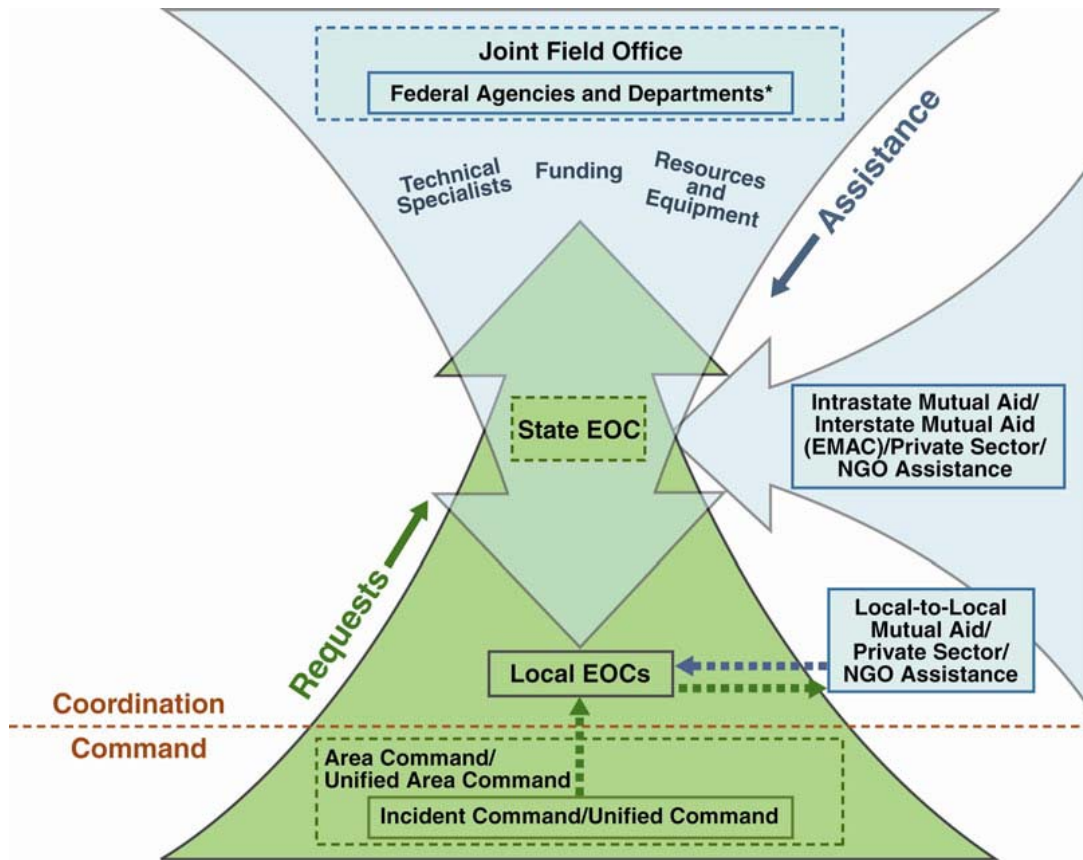 Joint Field Office
Federal Agencies and Departments*
Technical
Specialists
Funding
Resources
and
Equipment
Assistance
State EOC
Intrastate Mutual Aid/
Interstate Mutual Aid
(EMAC)/Private Sector/
NGO Assistance
Requests
Local-to-Local
Mutual Aid/
Private Sector/
NGO Assistance
Local EOCs
Coordination
Command
Area Command/
Unified Area Command
Incident Command/Unified Command